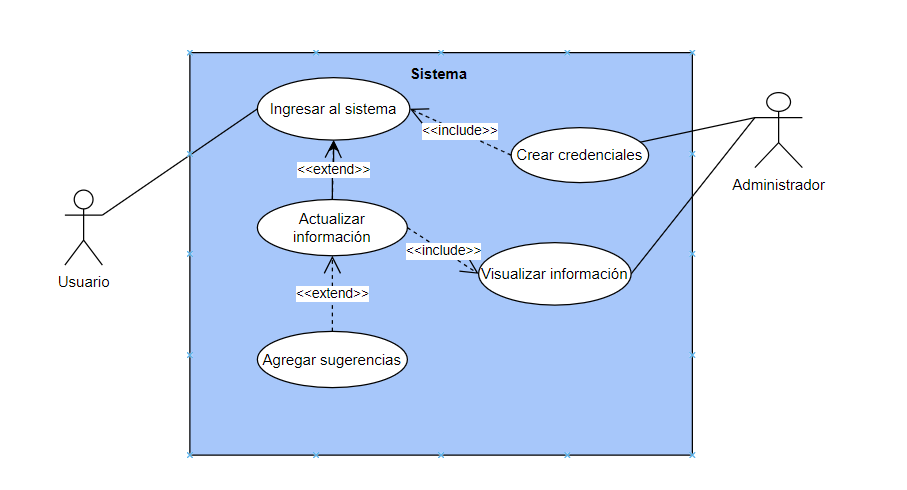 Sistema
Ingresar al sistema
<<include>>
Crear credenciales
Administrador
<<extend>>
Usuario
Actualizar
información
<<include>>
Visualizar información
<<extend>>
Agregar sugerencias